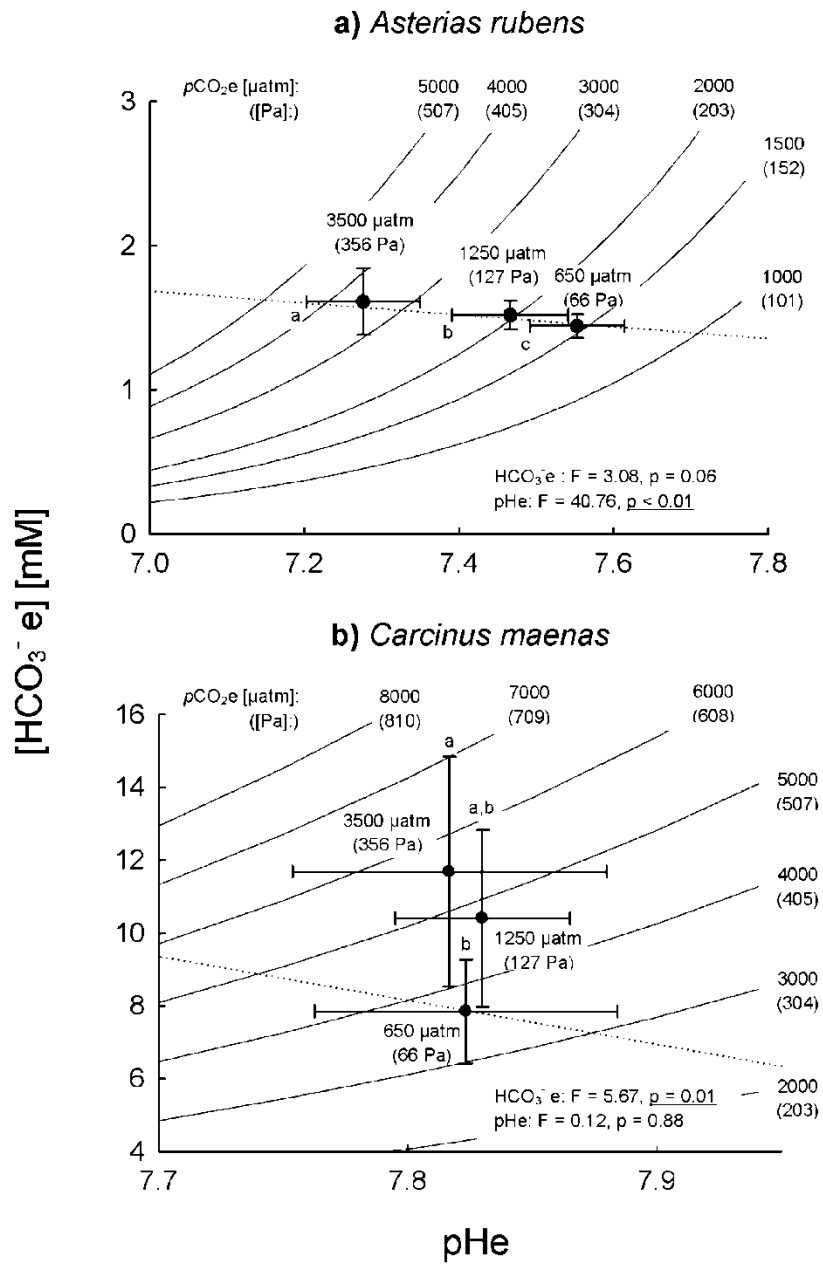 a) Asterias rubens
pCO₂e [µatm]: 5000 4000 3000 2000
([Pa]:) (507) (405) (304) (203)
1500
(152)
1000
(101)
3500 µatm
(356 Pa)
1250 µatm
(127 Pa)
650 µatm
(66 Pa)
a
b
c
HCO₃⁻e : F = 3.08, p = 0.06
pHe: F = 40.76, p < 0.01
3
2
1
0
7.0 7.2 7.4 7.6 7.8
[HCO₃⁻ e] [mM]
b) Carcinus maenas
pCO₂e [µatm]: 8000 7000 6000
([Pa]:) (810) (709) (608)
5000
(507)
4000
(405)
3000
(304)
2000
(203)
a
a,b
3500 µatm
(356 Pa)
1250 µatm
(127 Pa)
b
650 µatm
(66 Pa)
HCO₃⁻ e: F = 5.67, p = 0.01
pHe: F = 0.12, p = 0.88
16
14
12
10
8
6
4
7.7 7.8 7.9
pHe